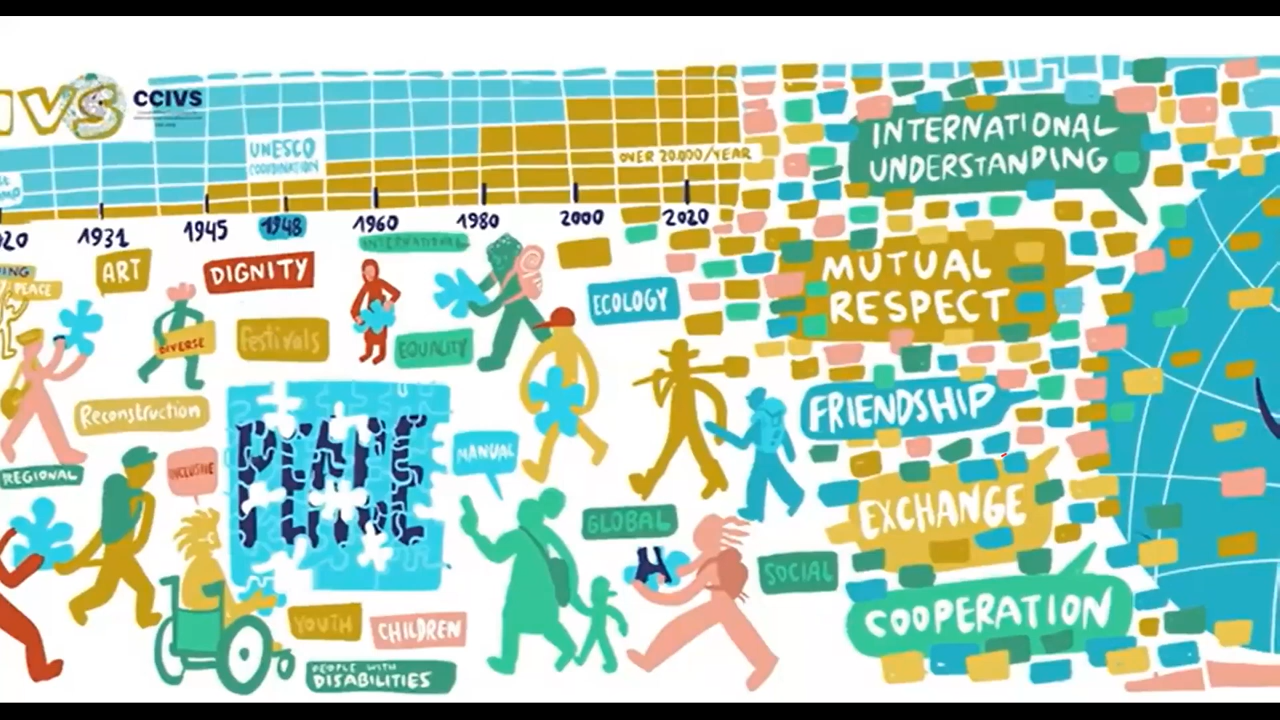 IVS
CCIVS
UNESCO
COORDINATION
OVER 20.000/YEAR
1931
1945
1948
1960
1980
2000
2020
INTERNATIONAL
PEACE
ART
DIGNITY
DIVERSE
Festivals
EQUALITY
ECOLOGY
Reconstruction
REGIONAL
INCLUSIVE
PEACE
MANUAL
GLOBAL
SOCIAL
YOUTH
CHILDREN
PEOPLE WITH
DISABILITIES
INTERNATIONAL
UNDERSTANDING
MUTUAL
RESPECT
FRIENDSHIP
EXCHANGE
COOPERATION